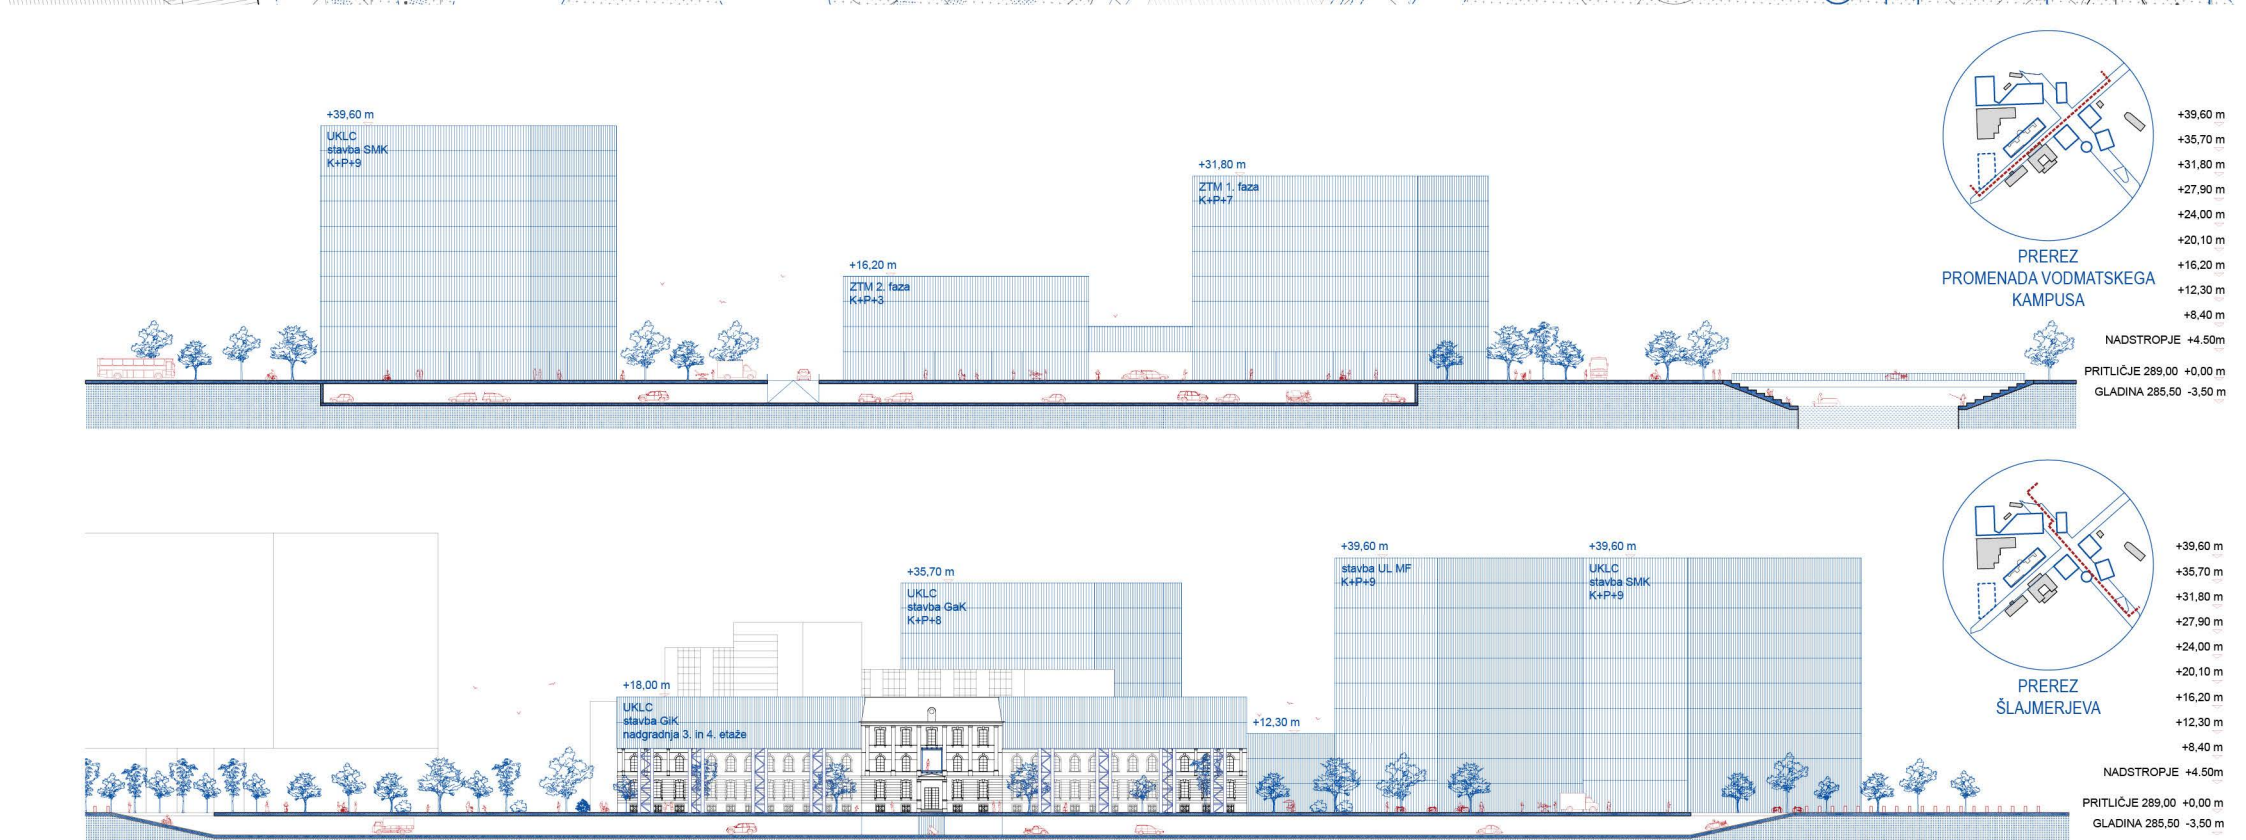 +39,60 m
UKLC
stavba SMK
K+P+9
+16,20 m
ZTM 2. faza
K+P+3
+31,80 m
ZTM 1. faza
K+P+7
PREREZ
PROMENADA VODMATSKEGA
KAMPUSA
+39,60 m
+35,70 m
+31,80 m
+27,90 m
+24,00 m
+20,10 m
+16,20 m
+12,30 m
+8,40 m
NADSTROPJE +4.50m
PRITLIČJE 289,00 +0,00 m
GLADINA 285,50 -3,50 m
+18,00 m
UKLC
stavba GiK
nadgradnja 3. in 4. etaže
+35,70 m
UKLC
stavba GaK
K+P+8
+12,30 m
+39,60 m
stavba UL MF
K+P+9
+39,60 m
UKLC
stavba SMK
K+P+9
PREREZ
ŠLAJMERJEVA
+39,60 m
+35,70 m
+31,80 m
+27,90 m
+24,00 m
+20,10 m
+16,20 m
+12,30 m
+8,40 m
NADSTROPJE +4.50m
PRITLIČJE 289,00 +0,00 m
GLADINA 285,50 -3,50 m